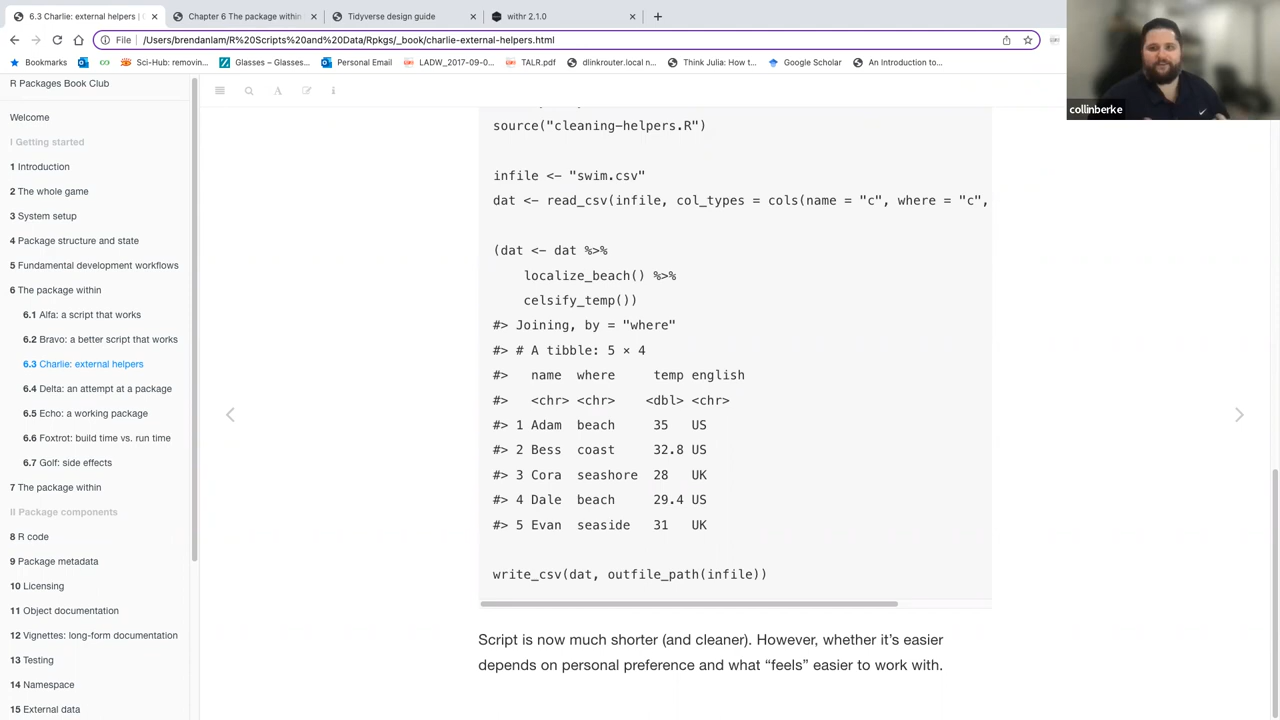 6.3 Charlie: external helpers |
Chapter 6 The package within
Tidyverse design guide
withr 2.1.0
File
/Users/brendanlam/R%20Scripts%20and%20Data/Rpkgs/_book/charlie-external-helpers.html
Bookmarks
Sci-Hub: removin...
Glasses – Glasses...
Personal Email
LADW_2017-09-0...
TALR.pdf
dlinkrouter.local n...
Think Julia: How t...
Google Scholar
An Introduction to...
collinberke
R Packages Book Club
Welcome
I Getting started
1 Introduction
2 The whole game
3 System setup
4 Package structure and state
5 Fundamental development workflows
6 The package within
6.1 Alfa: a script that works
6.2 Bravo: a better script that works
6.3 Charlie: external helpers
6.4 Delta: an attempt at a package
6.5 Echo: a working package
6.6 Foxtrot: build time vs. run time
6.7 Golf: side effects
7 The package within
II Package components
8 R code
9 Package metadata
10 Licensing
11 Object documentation
12 Vignettes: long-form documentation
13 Testing
14 Namespace
15 External data
source("cleaning-helpers.R")
infile <- "swim.csv"
dat <- read_csv(infile, col_types = cols(name = "c", where = "c",
(dat <- dat %>%
localize_beach() %>%
celsify_temp())
#> Joining, by = "where"
#> # A tibble: 5 × 4
#>   name  where     temp english
#>   <chr> <chr>    <dbl> <chr>
#> 1 Adam  beach     35   US
#> 2 Bess  coast     32.8 US
#> 3 Cora  seashore  28   UK
#> 4 Dale  beach     29.4 US
#> 5 Evan  seaside   31   UK
write_csv(dat, outfile_path(infile))
Script is now much shorter (and cleaner). However, whether it's easier
depends on personal preference and what “feels” easier to work with.